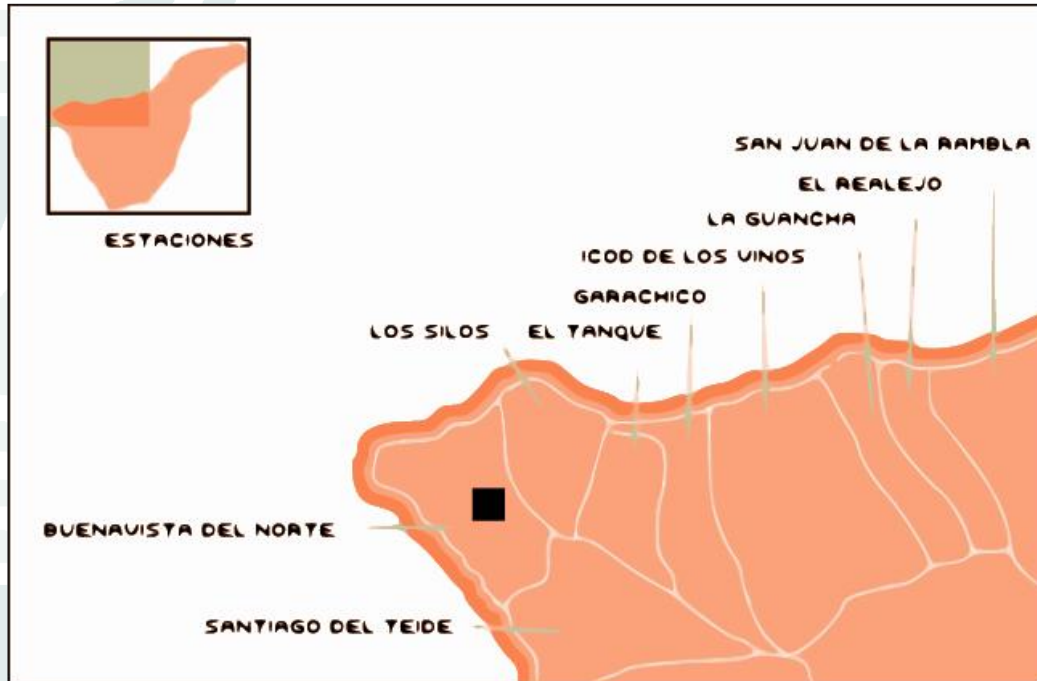 SAN JUAN DE LA RAMBLA
EL REALEJO
LA GUANCHA
ESTACIONES
ICOD DE LOS VINOS
GARACHICO
LOS SILOS
EL TANQUE
BUENAVISTA DEL NORTE
SANTIAGO DEL TEIDE